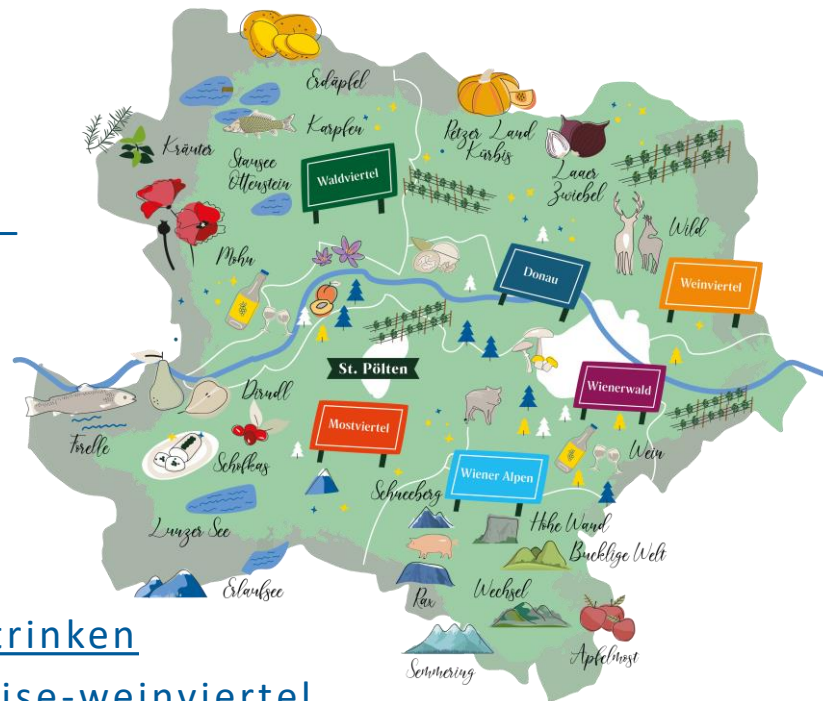 Erdäpfel
Karpfen
Kräuter
Stausee
Ottenstein
Waldviertel
Retzer Land
Kürbis
Laaer
Zwiebel
Wild
Mohn
Donau
Weinviertel
St. Pölten
Wienerwald
Dirndl
Forelle
Mostviertel
Schofkas
Wein
Wiener Alpen
Schneeberg
Lunzer See
Hohe Wand
Bucklige Welt
Erlaufsee
Rax
Wechsel
Semmering
Apfelmost
trinken
ise-weinviertel